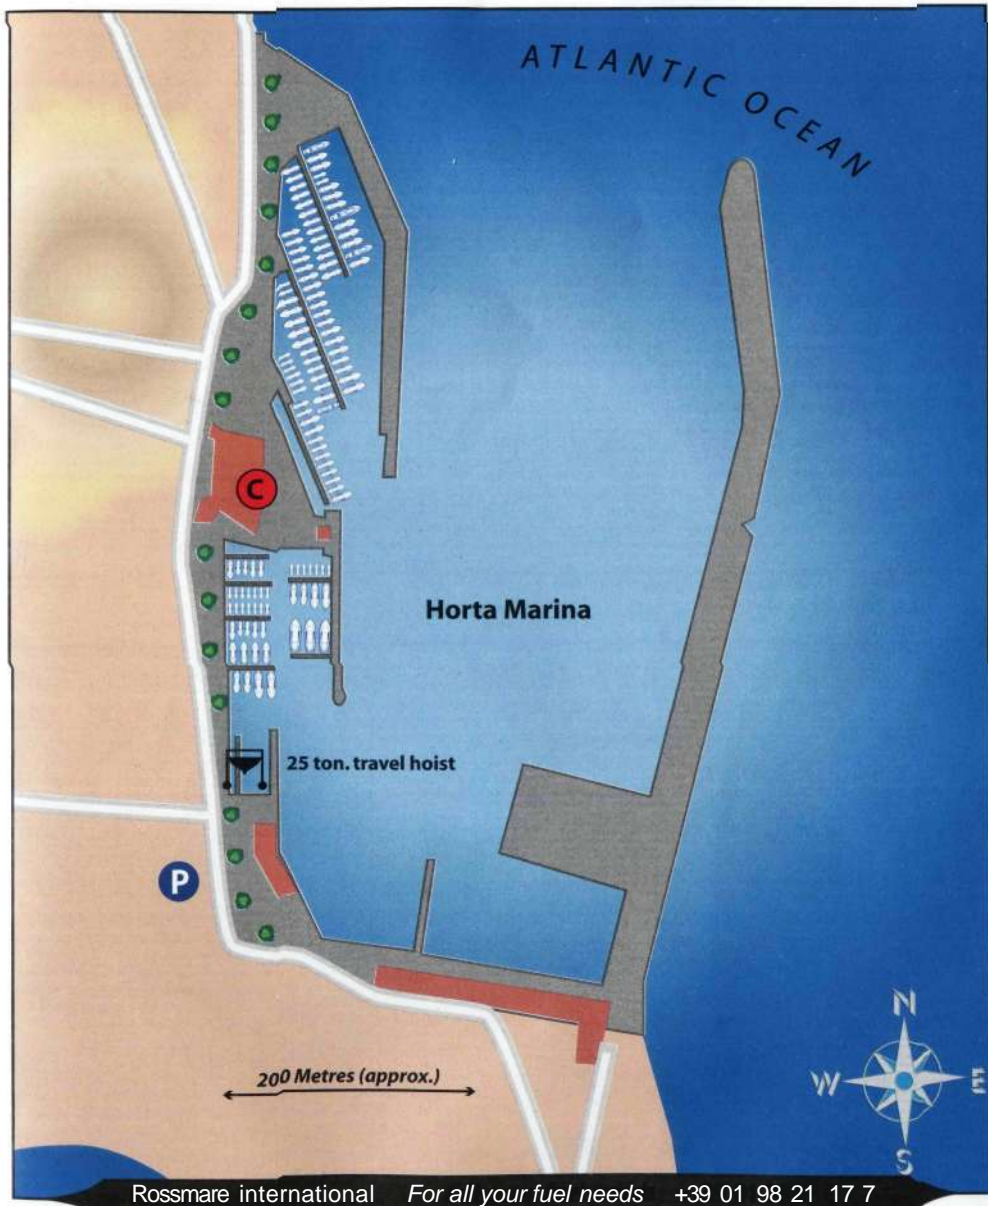 ATLANTIC OCEAN
C
Horta Marina
25 ton. travel hoist
P
200 Metres (approx.)
N
W E
S
Rossmare international For all your fuel needs +39 01 98 21 17 7